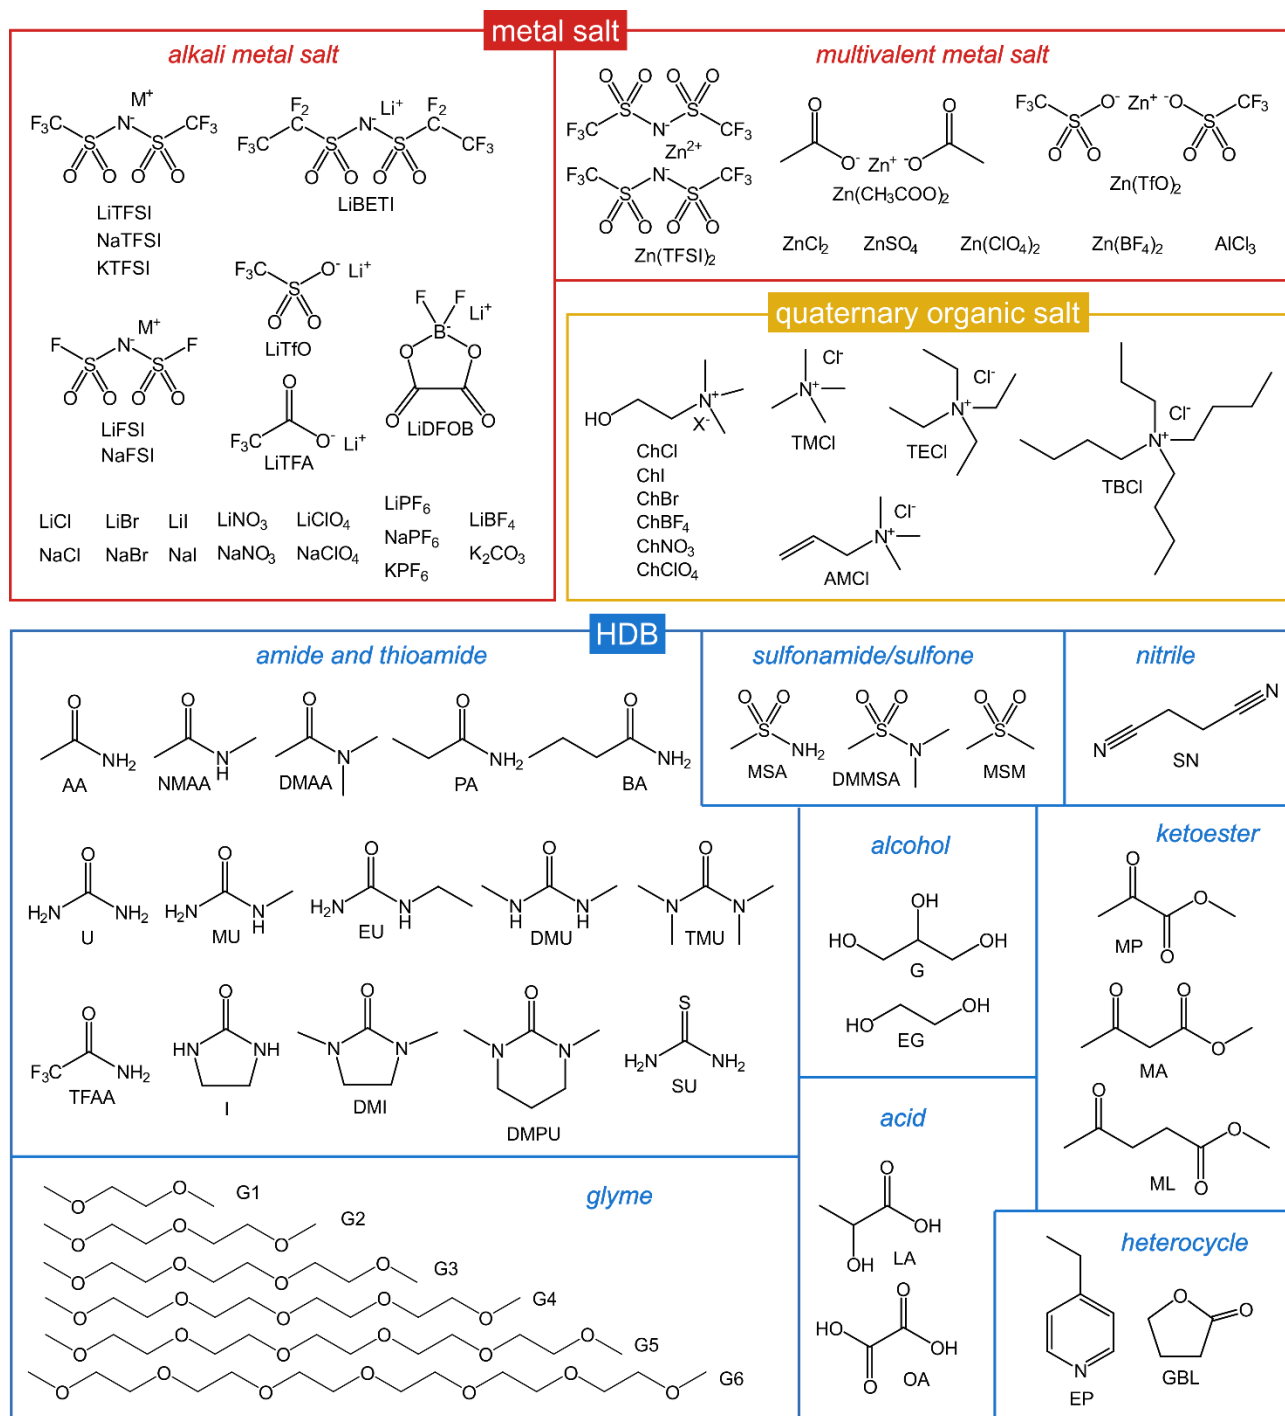 metal salt
alkali metal salt
M⁺
F₃C S N⁻ S CF₃
O O O O
LiTFSI
NaTFSI
KTFSI
F₂ Li⁺ F₂
F₃C C S N⁻ S C CF₃
O O O O
LiBETI
F₃C S O⁻ Li⁺
O O
LiTfO
M⁺
F S N⁻ S F
O O O O
LiFSI
NaFSI
O
F₃C O⁻ Li⁺
LiTFA
F F Li⁺
B⁻
O O
O O
LiDFOB
LiCl LiBr LiI LiNO₃ LiClO₄ LiPF₆ LiBF₄
NaCl NaBr NaI NaNO₃ NaClO₄ NaPF₆ K₂CO₃
KPF₆
multivalent metal salt
O O O O
F₃C S N⁻ S CF₃
Zn²⁺
F₃C S N⁻ S CF₃
O O O O
Zn(TFSI)₂
O O
O⁻ Zn⁺ ⁻O
Zn(CH₃COO)₂
F₃C S O⁻ Zn⁺ ⁻O S CF₃
O O O O
Zn(TfO)₂
ZnCl₂ ZnSO₄ Zn(ClO₄)₂ Zn(BF₄)₂ AlCl₃
quaternary organic salt
HO N⁺
X⁻
ChCl
ChI
ChBr
ChBF₄
ChNO₃
ChClO₄
Cl⁻
N⁺
TMCl
Cl⁻
N⁺
TECl
Cl⁻
N⁺
TBCl
Cl⁻
N⁺
AMCl
HDB
amide and thioamide
O
NH₂
AA
O
N
H
NMAA
O
N
DMAA
O
NH₂
PA
O
NH₂
BA
O
H₂N NH₂
U
O
H₂N N
H
MU
O
H₂N N
H
EU
O
N N
H H
DMU
O
N N
TMU
O
F₃C NH₂
TFAA
O
HN NH
I
O
N N
DMI
O
N N
DMPU
S
H₂N NH₂
SU
sulfonamide/sulfone
O O
S
NH₂
MSA
O O
S
N
DMMSA
O O
S
MSM
nitrile
N
N
SN
alcohol
OH
HO OH
G
OH
HO
EG
ketoester
O
O
O
MP
O O
O
MA
O
O
O
ML
acid
O
OH
OH
LA
O
HO OH
O
OA
glyme
O O G1
O O O G2
O O O O G3
O O O O O G4
O O O O O O G5
O O O O O O O G6
heterocycle
N
EP
O O
GBL